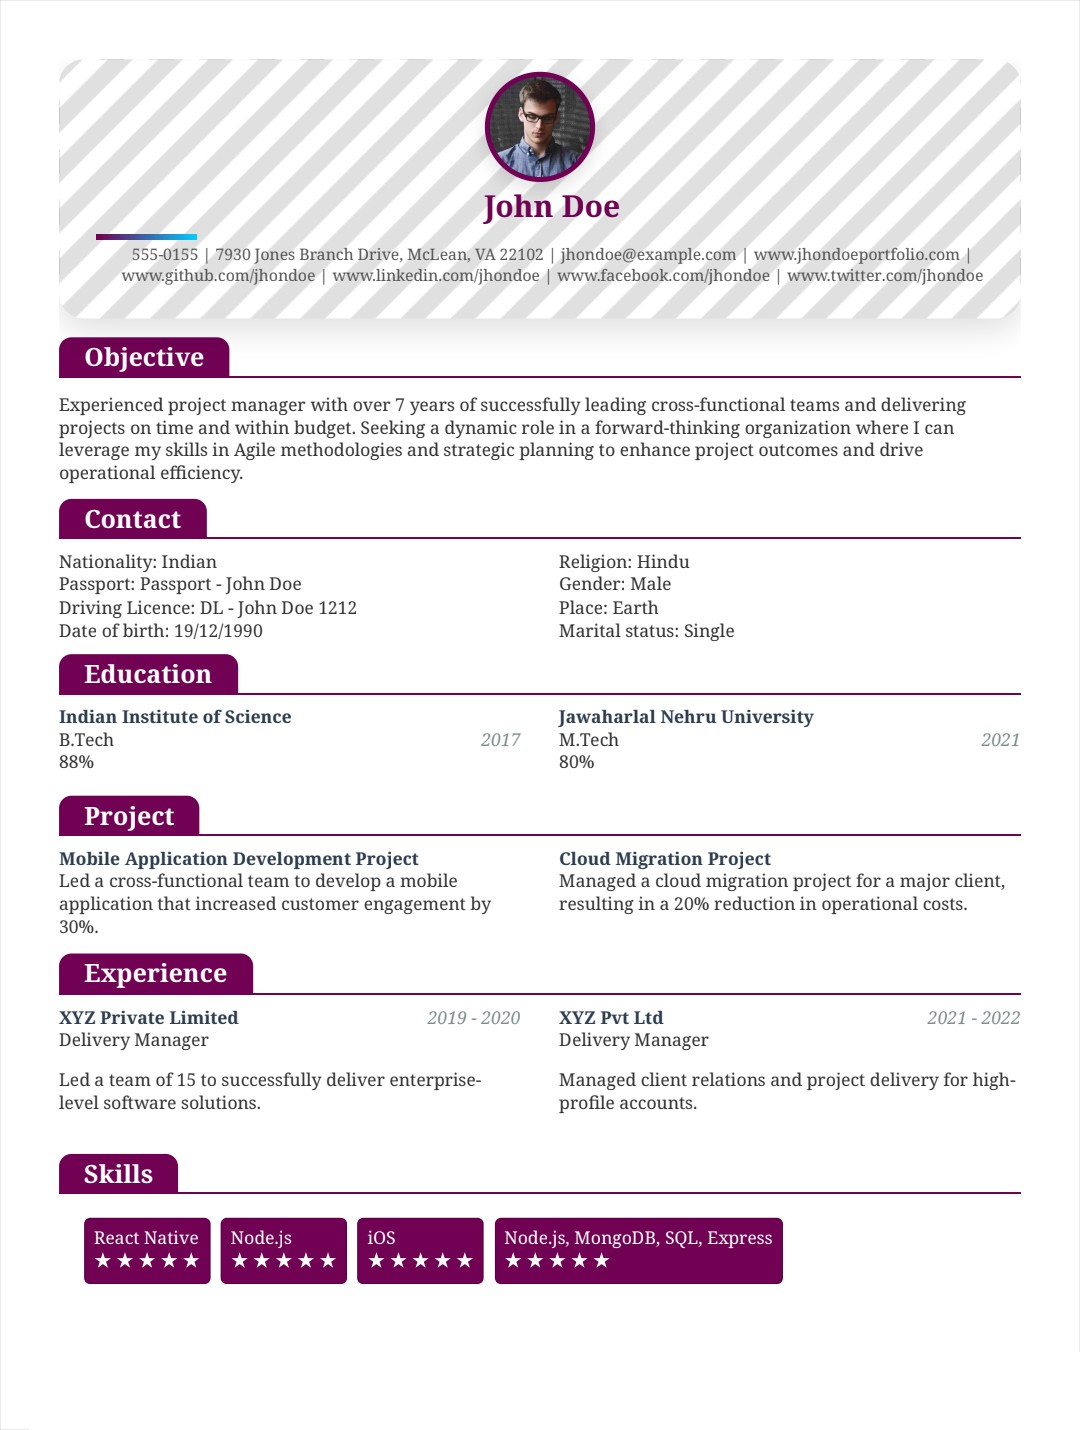 John Doe
555-0155 | 7930 Jones Branch Drive, McLean, VA 22102 | jhondoe@example.com | www.jhondoeportfolio.com |
www.github.com/jhondoe | www.linkedin.com/jhondoe | www.facebook.com/jhondoe | www.twitter.com/jhondoe
Objective
Experienced project manager with over 7 years of successfully leading cross-functional teams and delivering
projects on time and within budget. Seeking a dynamic role in a forward-thinking organization where I can
leverage my skills in Agile methodologies and strategic planning to enhance project outcomes and drive
operational efficiency.
Contact
Nationality: Indian
Passport: Passport - John Doe
Driving Licence: DL - John Doe 1212
Date of birth: 19/12/1990
Religion: Hindu
Gender: Male
Place: Earth
Marital status: Single
Education
Indian Institute of Science
B.Tech 2017
88%
Jawaharlal Nehru University
M.Tech 2021
80%
Project
Mobile Application Development Project
Led a cross-functional team to develop a mobile
application that increased customer engagement by
30%.
Cloud Migration Project
Managed a cloud migration project for a major client,
resulting in a 20% reduction in operational costs.
Experience
XYZ Private Limited 2019 - 2020
Delivery Manager
Led a team of 15 to successfully deliver enterprise-
level software solutions.
XYZ Pvt Ltd 2021 - 2022
Delivery Manager
Managed client relations and project delivery for high-
profile accounts.
Skills
React Native
★ ★ ★ ★ ★
Node.js
★ ★ ★ ★ ★
iOS
★ ★ ★ ★ ★
Node.js, MongoDB, SQL, Express
★ ★ ★ ★ ★